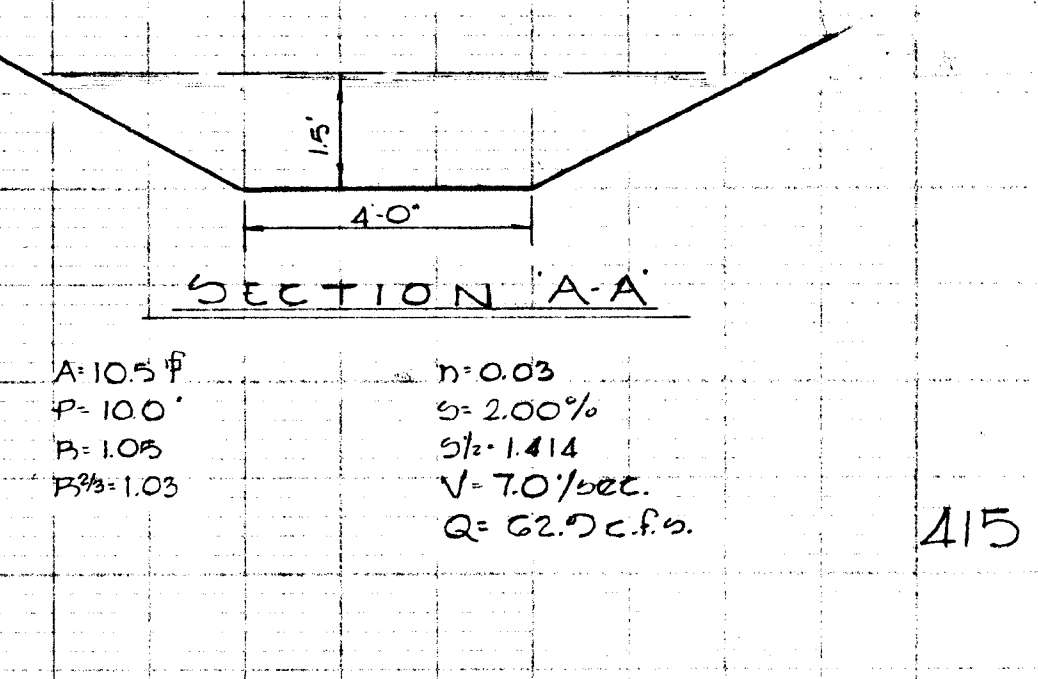 1.5'
4'-0"
SECTION 'A-A'
A=10.5 ▯'
P=10.0'
R=1.05
R2/3=1.03
n=0.03
S=2.00%
S1/2=1.414
V=7.0'/sec.
Q=62.9 c.f.s.
415